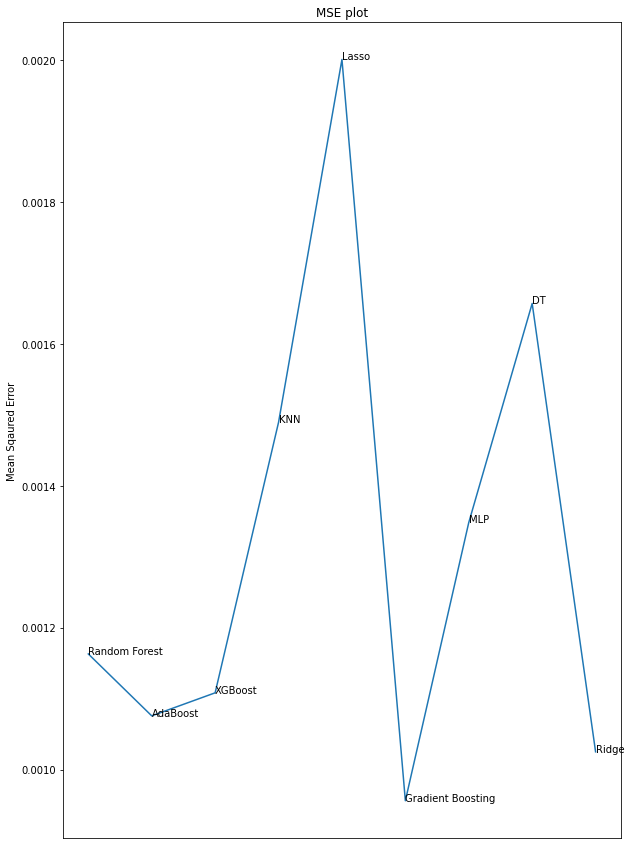 MSE plot
Lasso
0.0020
0.0018
DT
0.0016
KNN
Mean Sqaured Error
0.0014
MLP
0.0012
Random Forest
XGBoost
AdaBoost
Ridge
0.0010
Gradient Boosting